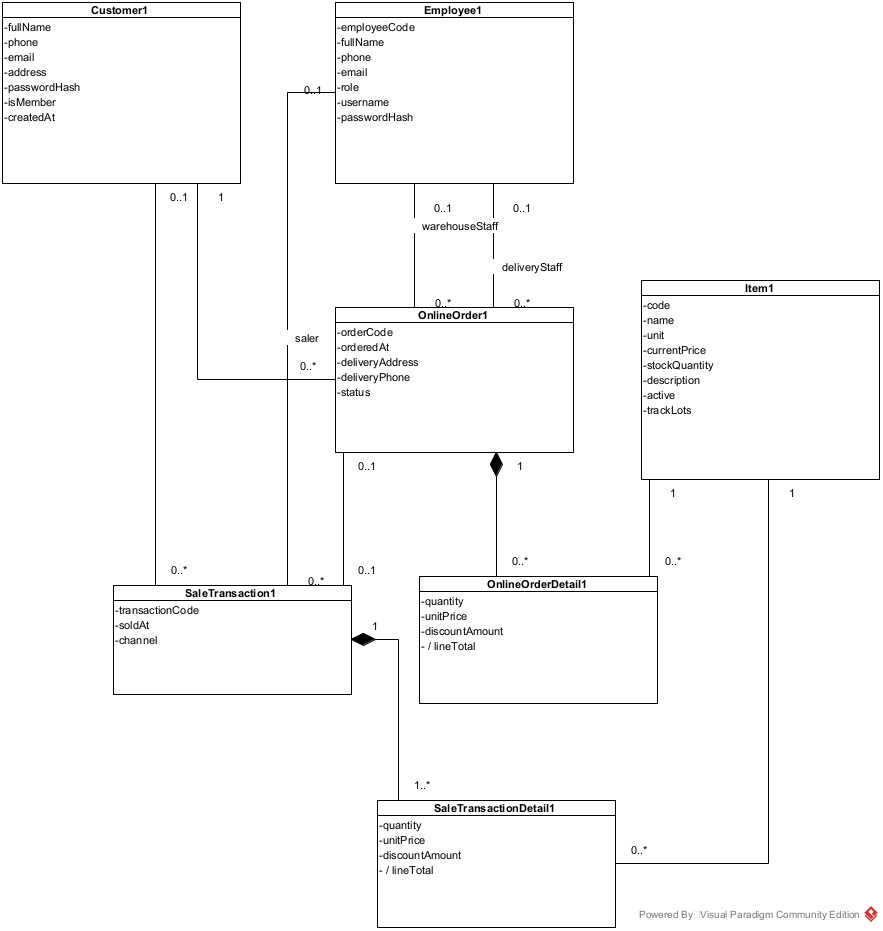 Customer1
-fullName
-phone
-email
-address
-passwordHash
-isMember
-createdAt
Employee1
-employeeCode
-fullName
-phone
-email
-role
-username
-passwordHash
0..1
0..1
1
0..1
0..1
warehouseStaff
deliveryStaff
0..*
0..*
Item1
-code
-name
-unit
-currentPrice
-stockQuantity
-description
-active
-trackLots
OnlineOrder1
-orderCode
-orderedAt
-deliveryAddress
-deliveryPhone
-status
saler
0..*
0..1
1
1
1
0..*
0..*
0..1
0..*
0..*
SaleTransaction1
-transactionCode
-soldAt
-channel
OnlineOrderDetail1
-quantity
-unitPrice
-discountAmount
- / lineTotal
1
1..*
SaleTransactionDetail1
-quantity
-unitPrice
-discountAmount
- / lineTotal
0..*
Powered By Visual Paradigm Community Edition